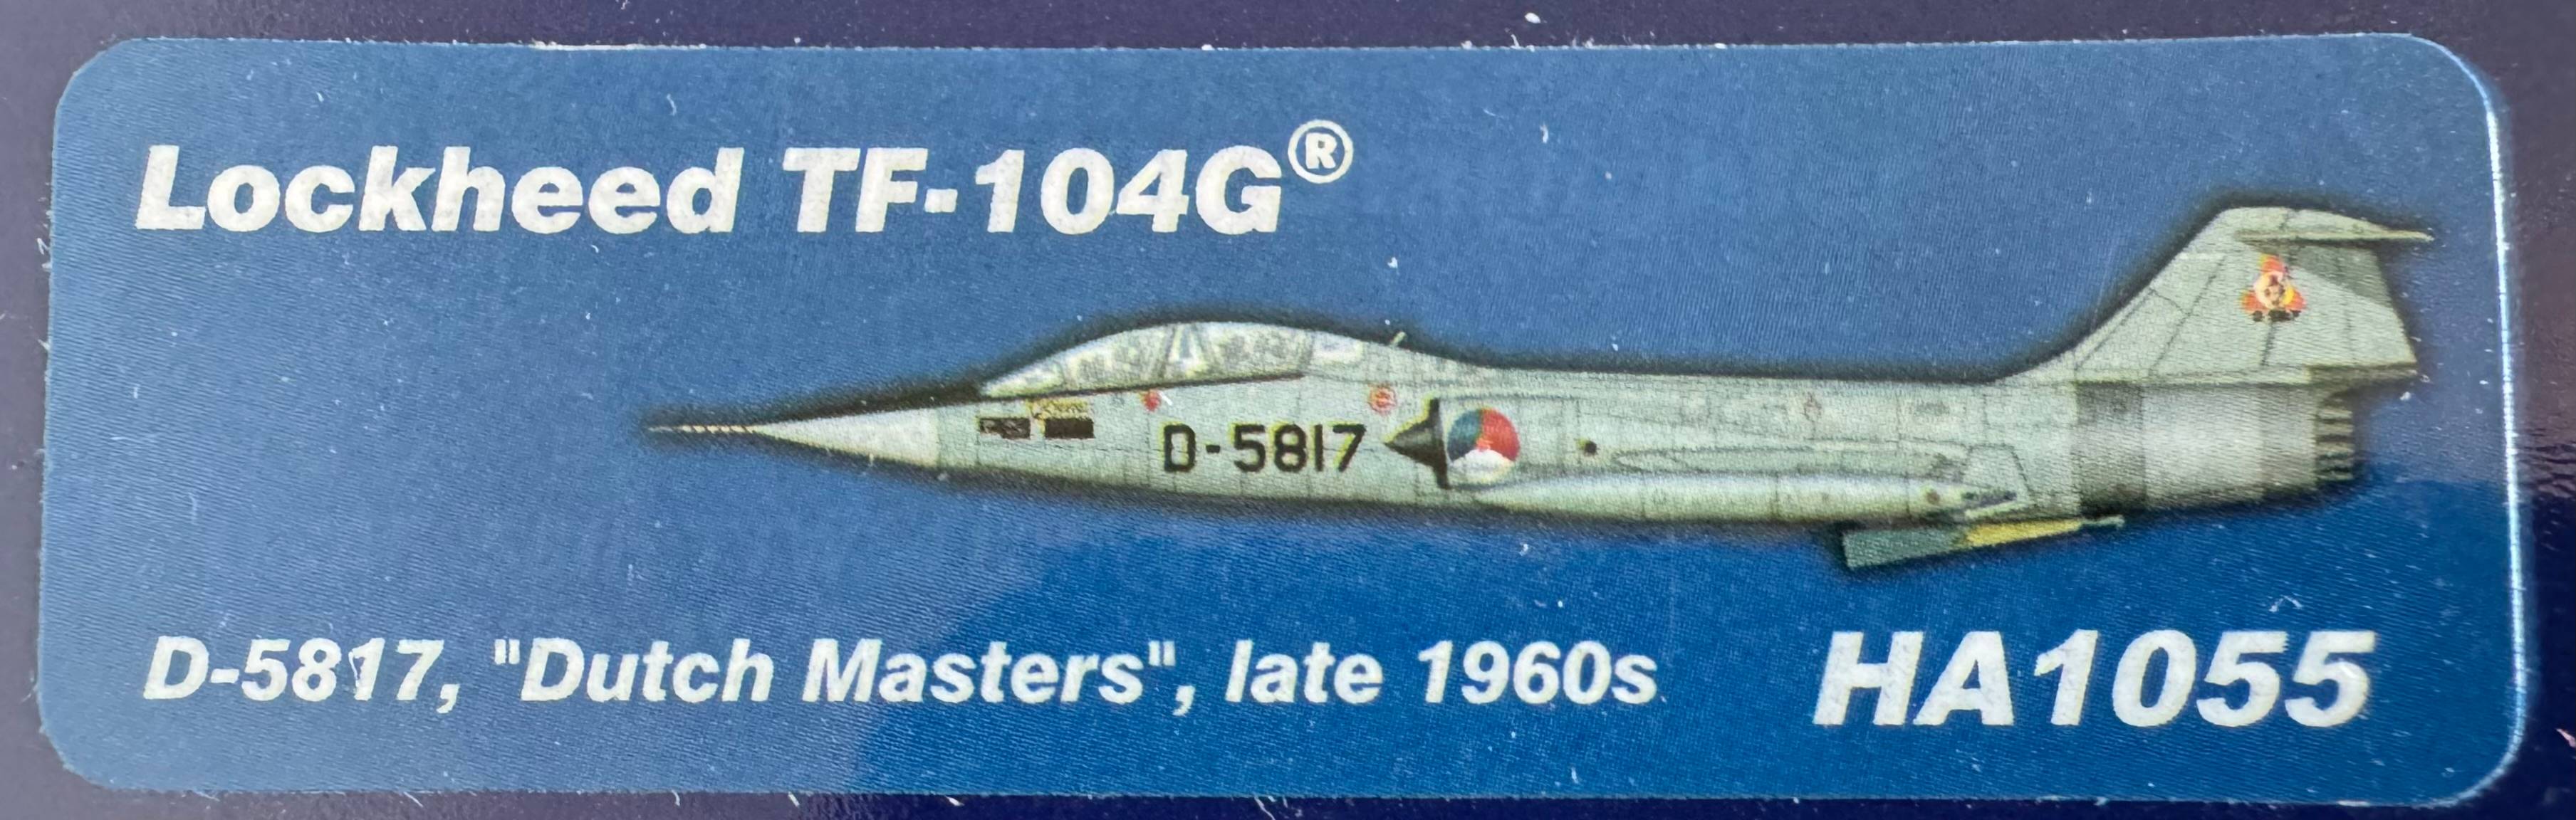 Lockheed TF-104G®
D-5817
D-5817, "Dutch Masters", late 1960s
HA1055